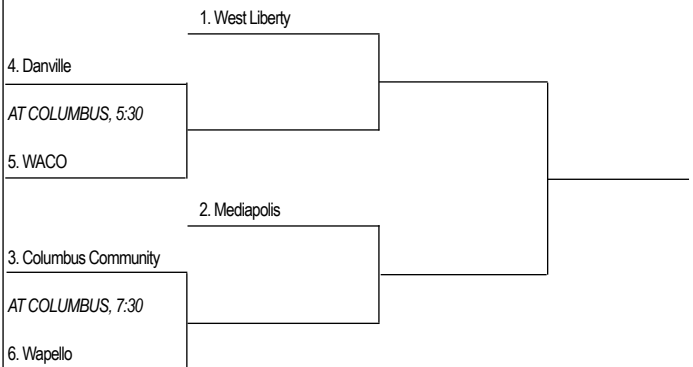 1. West Liberty
4. Danville
AT COLUMBUS, 5:30
5. WACO
2. Mediapolis
3. Columbus Community
AT COLUMBUS, 7:30
6. Wapello